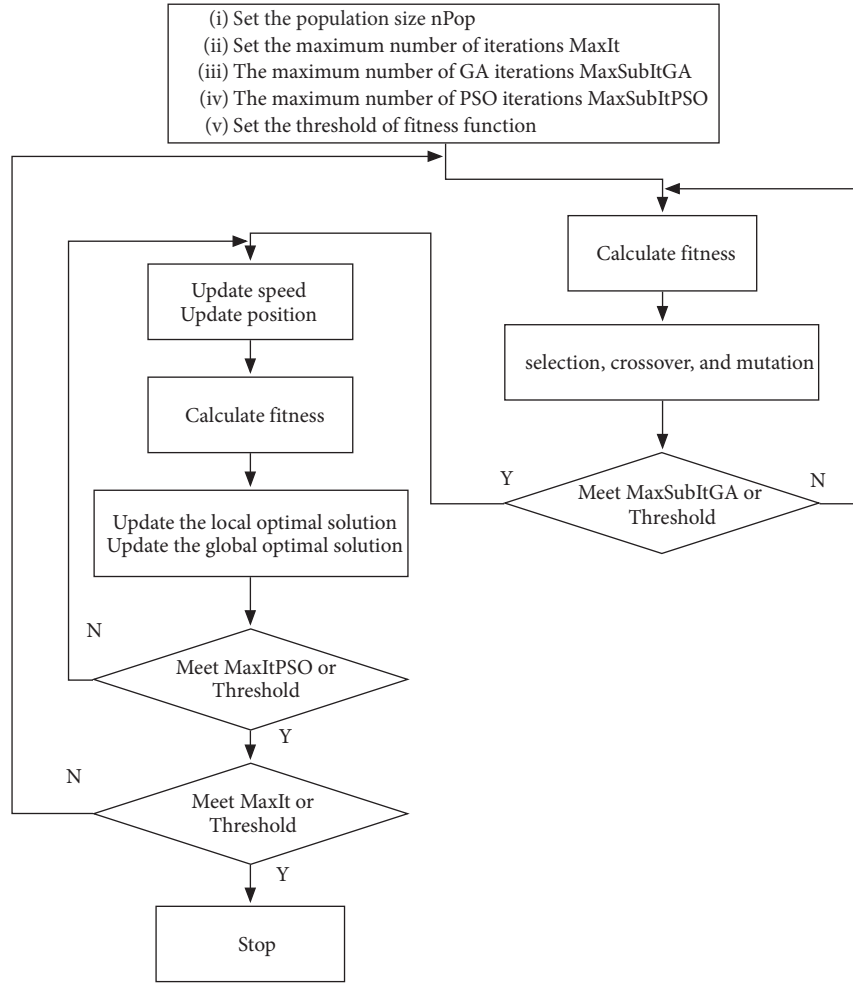 (i) Set the population size nPop
(ii) Set the maximum number of iterations MaxIt
(iii) The maximum number of GA iterations MaxSubItGA
(iv) The maximum number of PSO iterations MaxSubItPSO
(v) Set the threshold of fitness function
Calculate fitness
selection, crossover, and mutation
Meet MaxSubItGA or
Threshold
Y
N
Update speed
Update position
Calculate fitness
Update the local optimal solution
Update the global optimal solution
N
Meet MaxItPSO or
Threshold
Y
N
Meet MaxIt or
Threshold
Y
Stop